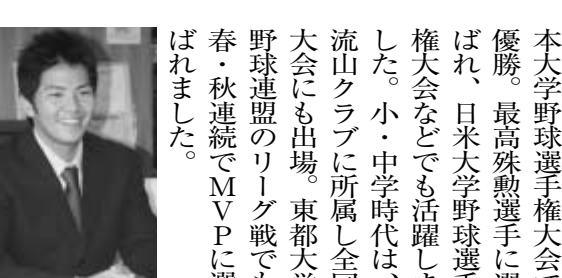 本大学野球選手権大会で
優勝。最高殊勲選手に選
ばれ、日米大学野球選手
権大会などでも活躍しま
した。小・中学時代は、
流山クラブに所属し全国
大会にも出場。東都大学
野球連盟のリーグ戦でも
春・秋連続でMVPに選
ばれました。